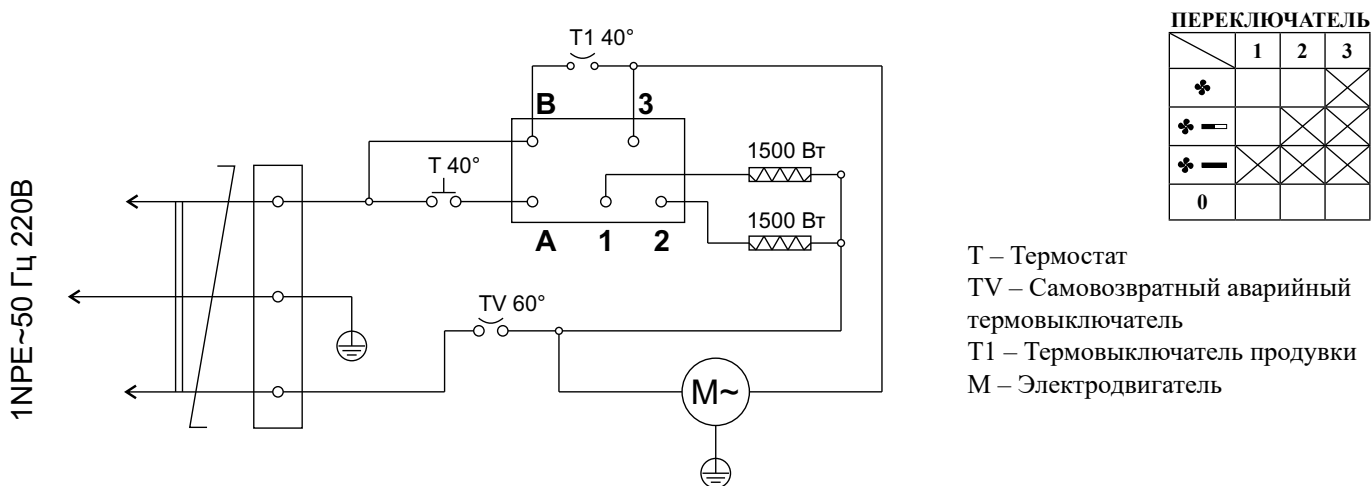 T1 40°
B 3
T 40°
1500 Вт
1500 Вт
A 1 2
TV 60°
M~
1NPE~50 Гц 220В
ПЕРЕКЛЮЧАТЕЛЬ
1 2 3
0
T – Термостат
TV – Самовозвратный аварийный
термовыключатель
T1 – Термовыключатель продувки
M – Электродвигатель